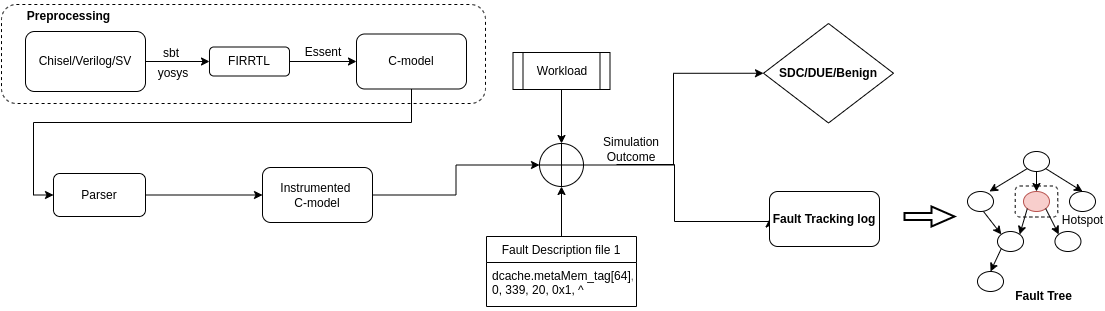 Preprocessing
Chisel/Verilog/SV
sbt
yosys
FIRRTL
Essent
C-model
Workload
SDC/DUE/Benign
Simulation
Outcome
Parser
Instrumented
C-model
Fault Tracking log
Hotspot
Fault Description file 1
dcache.metaMem_tag[64],
0, 339, 20, 0x1, ^
Fault Tree